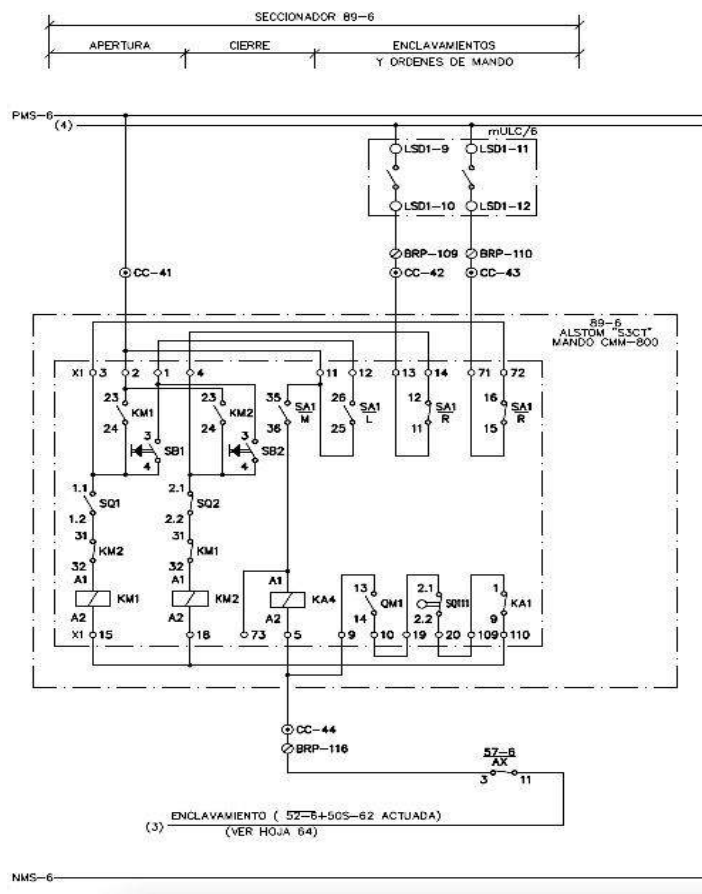 SECCIONADOR 89-6
APERTURA
CIERRE
ENCLAVAMIENTOS
Y ORDENES DE MANDO
PMS-6
(4)
mULC/6
LSD1-9
LSD1-11
LSD1-10
LSD1-12
BRP-109
BRP-110
CC-41
CC-42
CC-43
89-6
ALSTOM "S3CT"
MANDO CMM-800
X1 3 2 1 4 11 12 13 14 71 72
23 KM1 24
23 KM2 24
35 SA1 M 36
26 SA1 L 25
12 SA1 R 11
16 SA1 R 15
3 SB1 4
3 SB2 4
1.1 SQ1 1.2
2.1 SQ2 2.2
31 KM2 32
31 KM1 32
A1 KM1 A2
A1 KM2 A2
A1 KA4 A2
13 QM1 14
2.1 SQ111 2.2
1 KA1 9
X1 15 18 73 5 9 10 19 20 109 110
CC-44
BRP-116
57-6
AX
3 11
ENCLAVAMIENTO ( 52-6+50S-62 ACTUADA)
(3)
(VER HOJA 64)
NMS-6